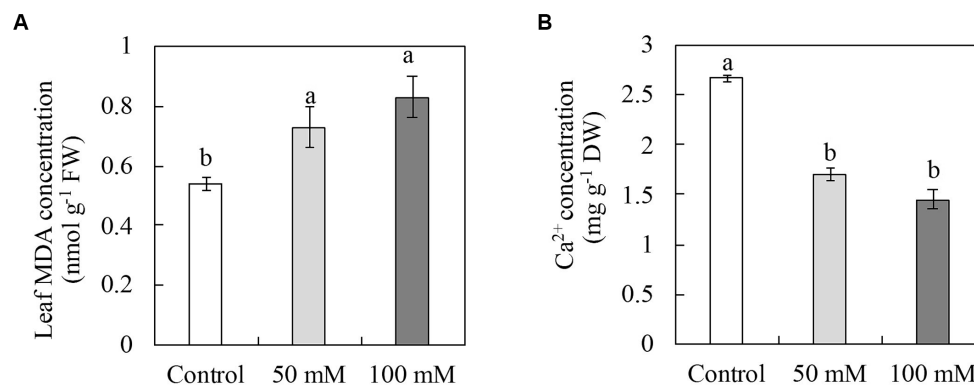 A
Leaf MDA concentration
(nmol g⁻¹ FW)
1
0.8
0.6
0.4
0.2
0
b
a
a
Control
50 mM
100 mM
B
Ca²⁺ concentration
(mg g⁻¹ DW)
3
2.5
2
1.5
1
0.5
0
a
b
b
Control
50 mM
100 mM